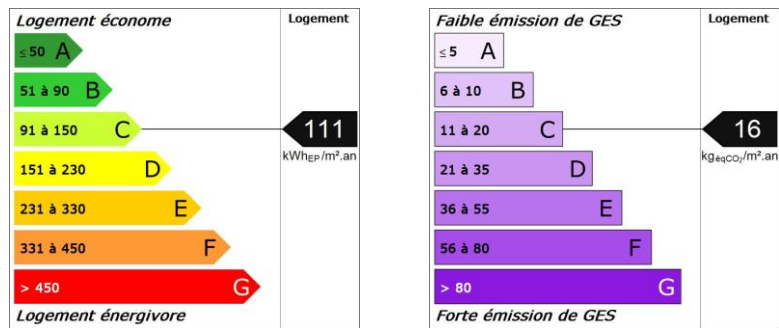 Logement économe
Logement
≤ 50 A
51 à 90 B
91 à 150 C
111
kWhEP/m².an
151 à 230 D
231 à 330 E
331 à 450 F
> 450 G
Logement énergivore
Faible émission de GES
Logement
≤ 5 A
6 à 10 B
11 à 20 C
16
kgéqCO₂/m².an
21 à 35 D
36 à 55 E
56 à 80 F
> 80 G
Forte émission de GES